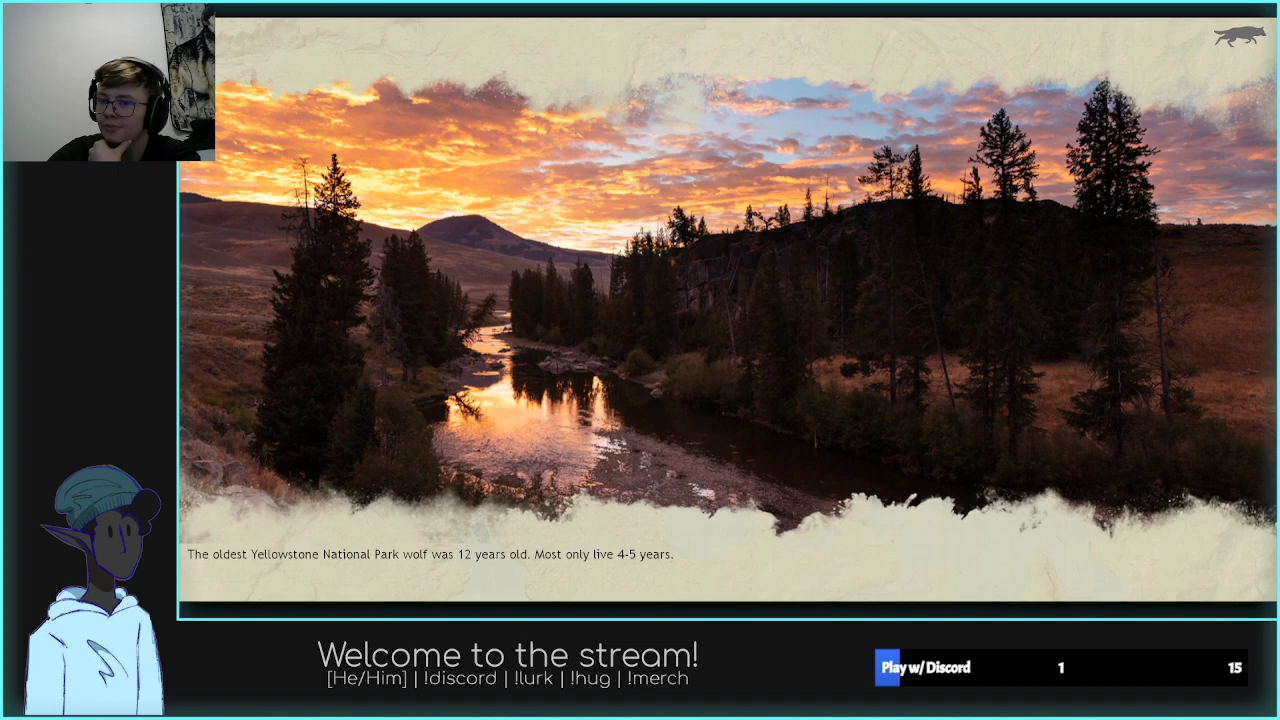 The oldest Yellowstone National Park wolf was 12 years old. Most only live 4-5 years.
Welcome to the stream!
[He/Him] | !discord | !lurk | !hug | !merch
Play w/ Discord 1 15